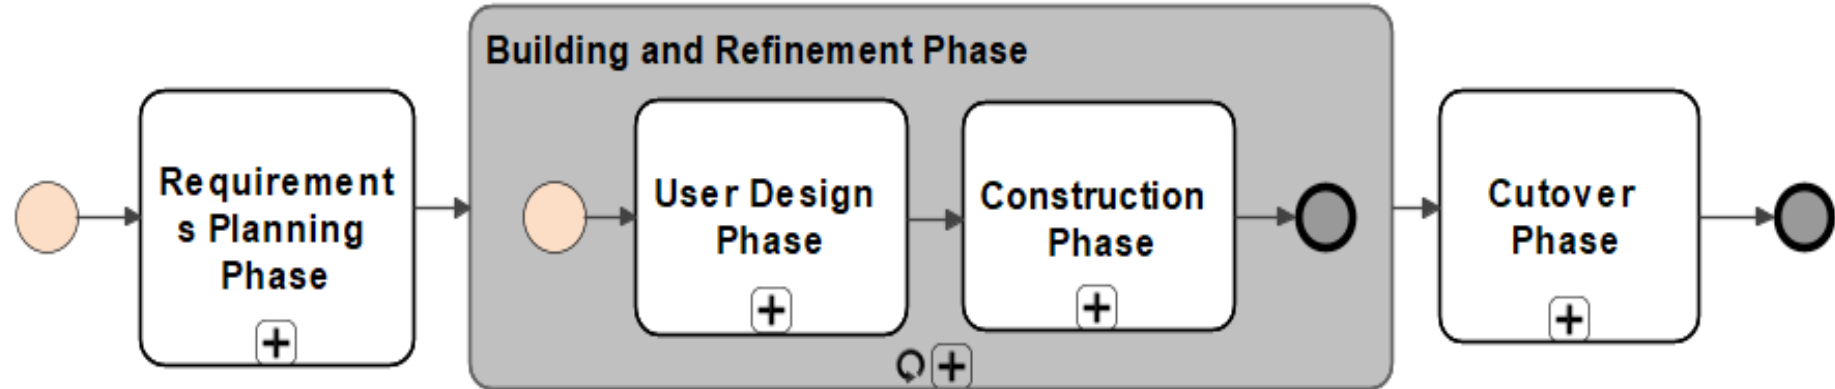 Building and Refinement Phase
Requirement
s Planning
Phase
User Design
Phase
Construction
Phase
Cutover
Phase